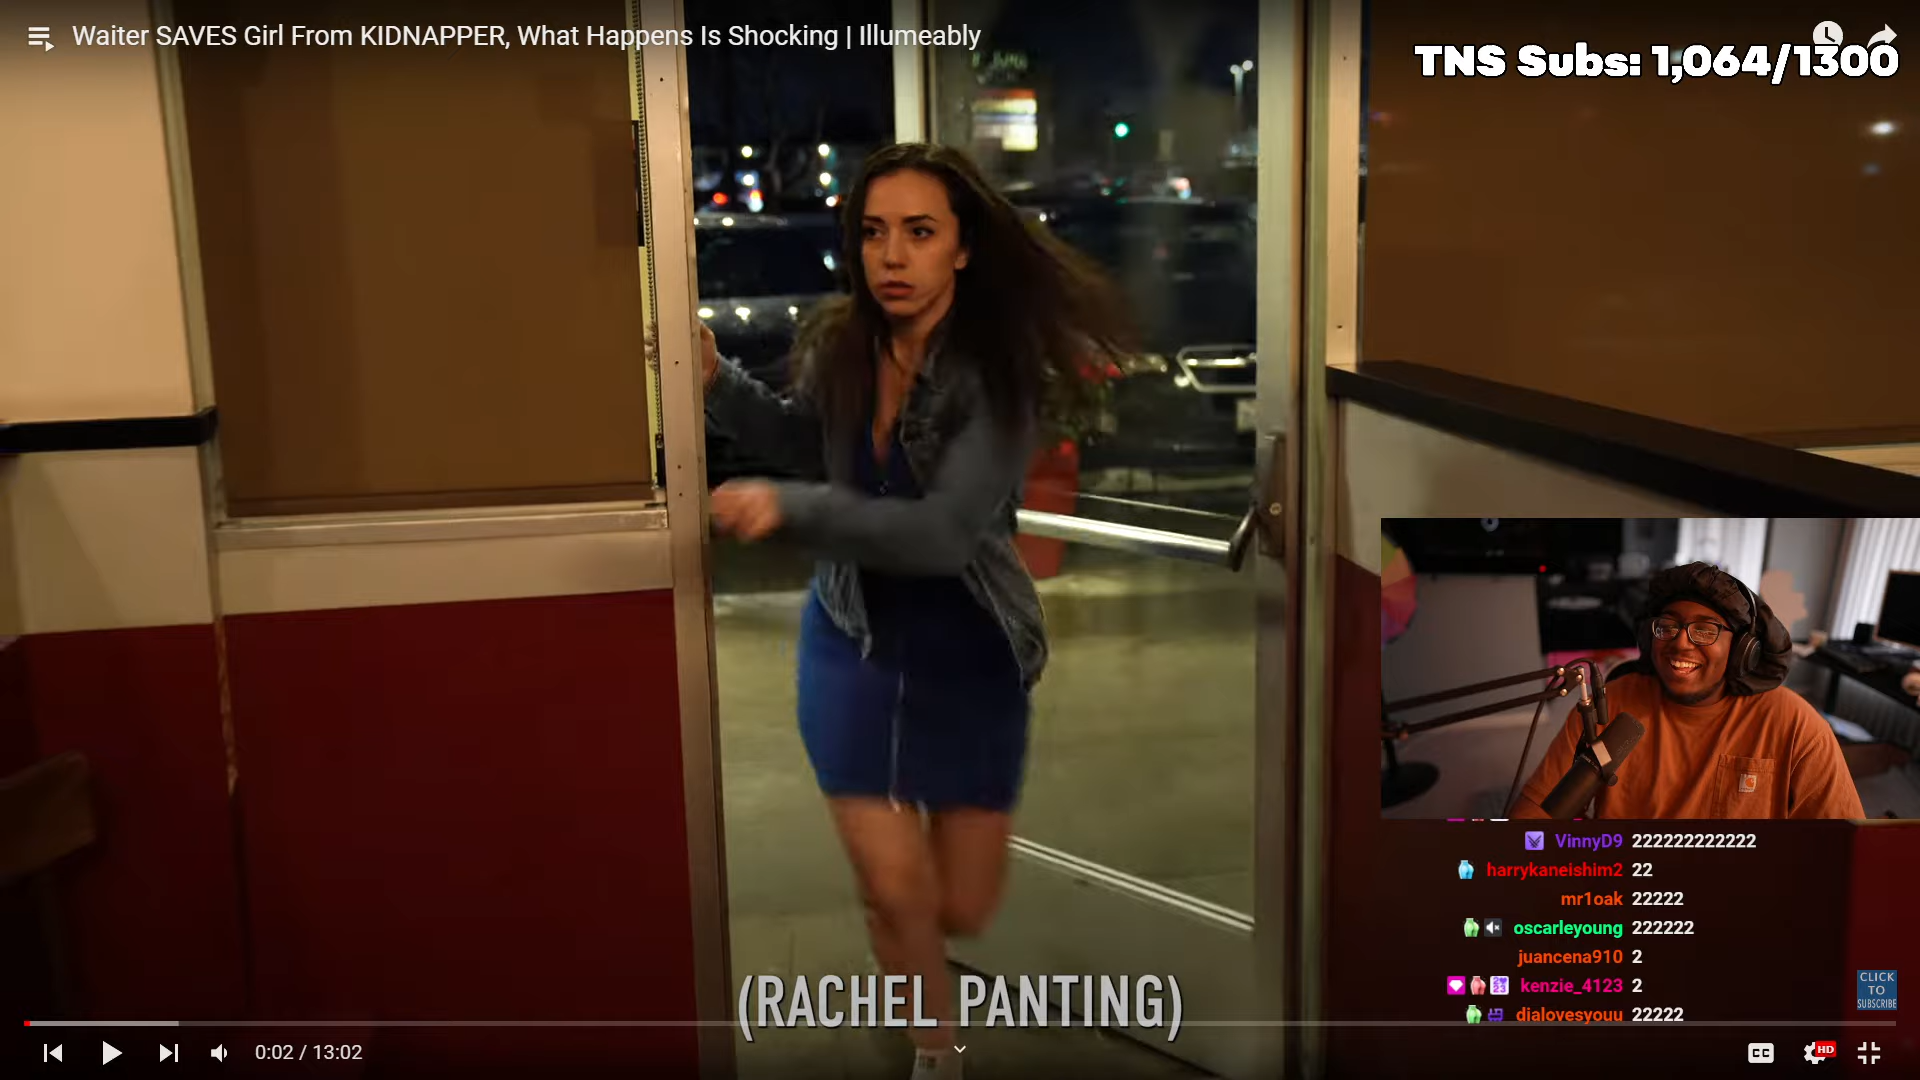 Waiter SAVES Girl From KIDNAPPER, What Happens Is Shocking | Illumeably
TNS Subs: 1,064/1300
VinnyD9 222222222222
harrykaneishim2 22
mr1oak 22222
oscarleyoung 222222
juancena910 2
kenzie_4123 2
dialovesyouu 22222
CLICK
TO
SUBSCRIBE
(RACHEL PANTING)
0:02 / 13:02
CC
HD